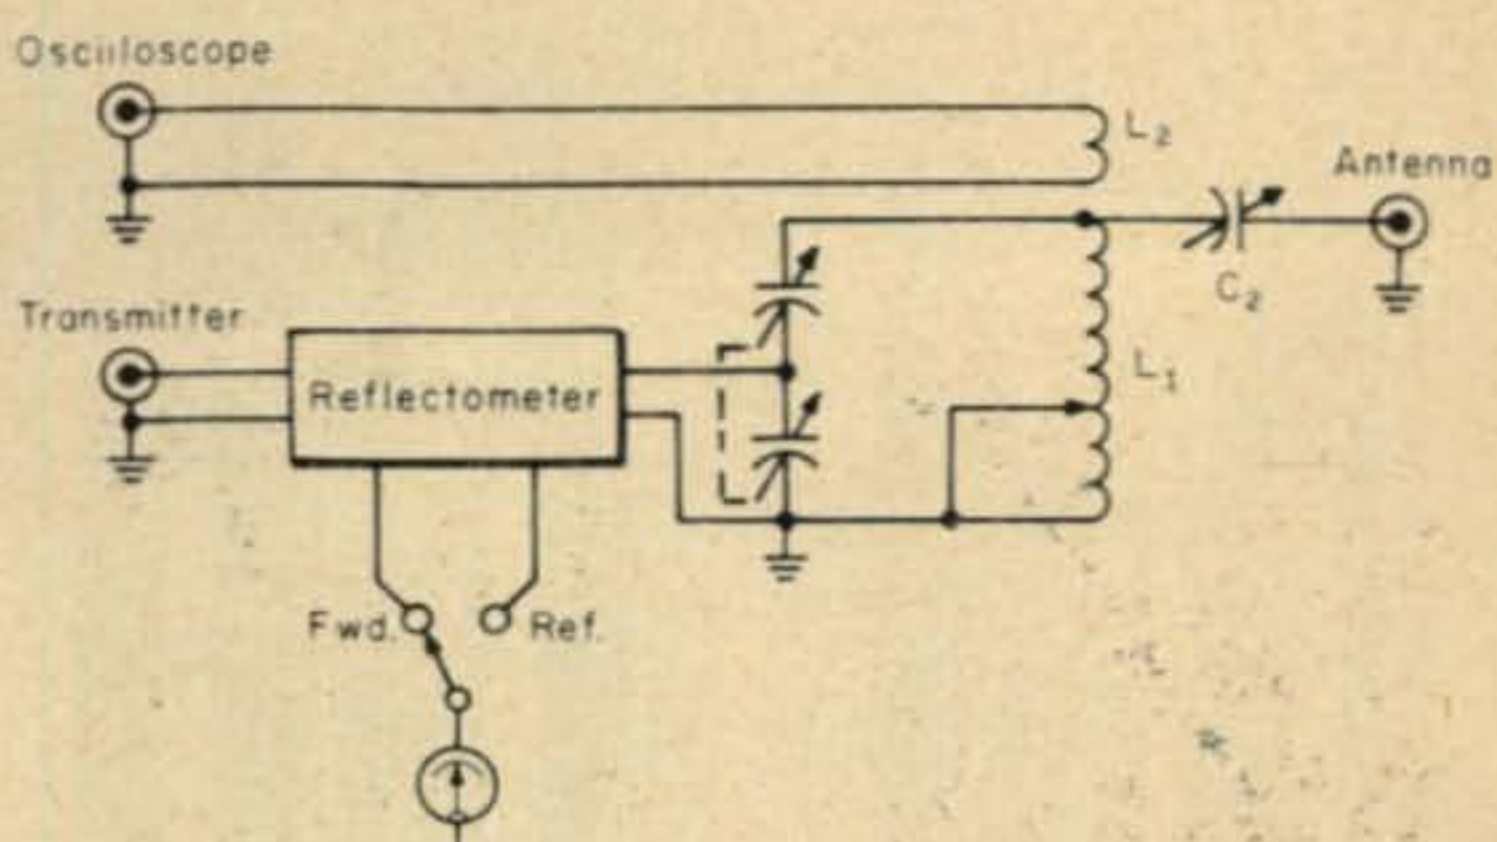 Oscilloscope
L₂
Antenna
C₂
Transmitter
Reflectometer
L₁
Fwd.
Ref.